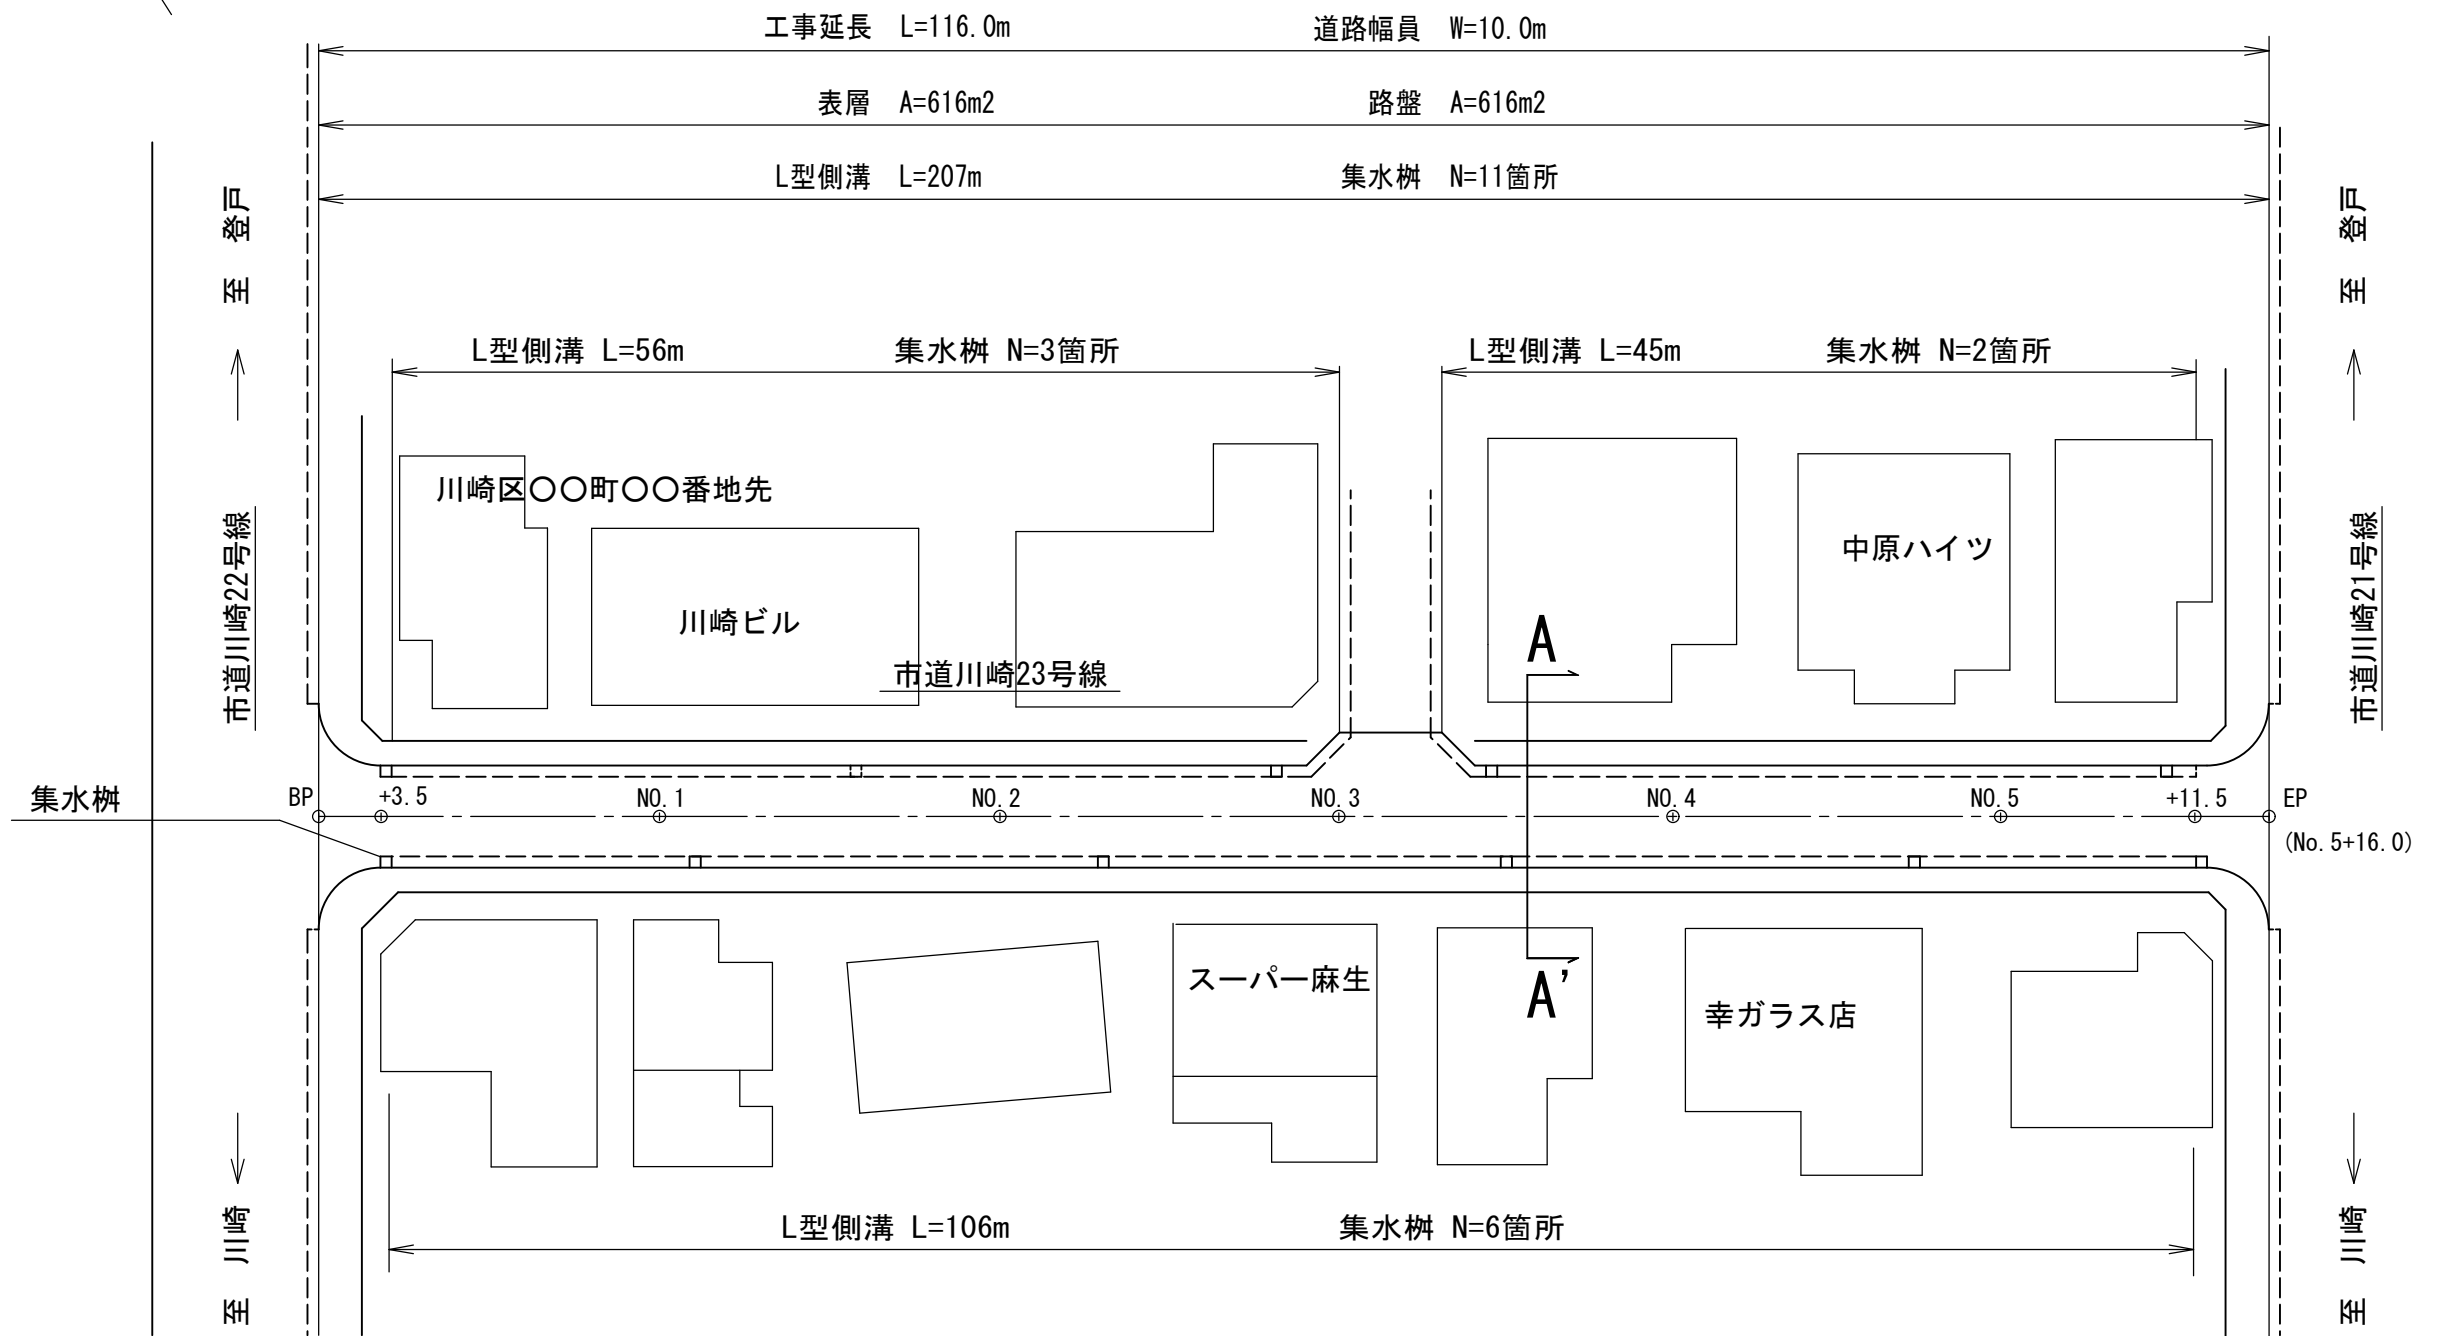 工事延長 L=116.0m 道路幅員 W=10.0m
表層 A=616m2 路盤 A=616m2
L型側溝 L=207m 集水桝 N=11箇所
至 登戸
至 登戸
L型側溝 L=56m 集水桝 N=3箇所
L型側溝 L=45m 集水桝 N=2箇所
川崎区〇〇町〇〇番地先
中原ハイツ
市道川崎22号線
市道川崎21号線
川崎ビル
A
市道川崎23号線
集水桝
BP +3.5 NO.1 NO.2 NO.3 NO.4 NO.5 +11.5 EP
(No.5+16.0)
スーパー麻生
A'
幸ガラス店
L型側溝 L=106m 集水桝 N=6箇所
至 川崎
至 川崎